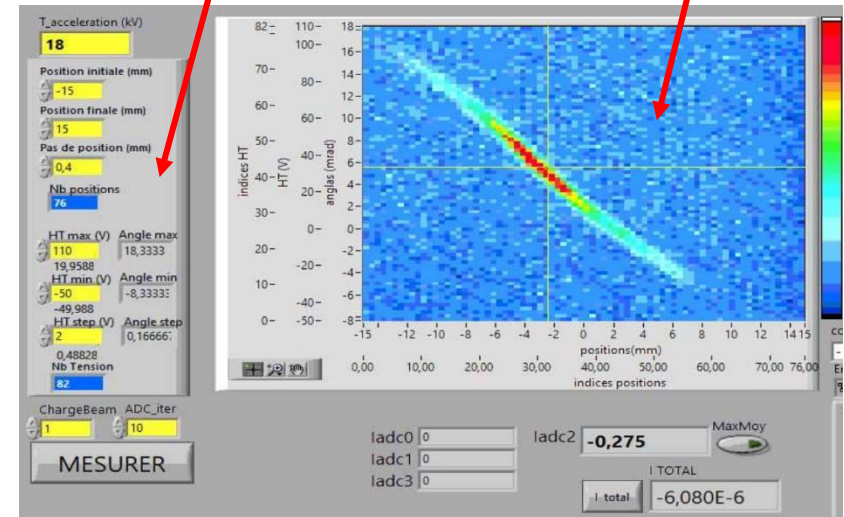 T_acceleration (kV)
18
Position initiale (mm)
-15
Position finale (mm)
15
Pas de position (mm)
0,4
Nb positions
76
HT max (V) Angle max
110 18,3333
19,9588
HT min (V) Angle min
-50 -8,33333
-49,988
HT step (V) Angle step
2 0,16667
0,48828
Nb Tension
82
ChargeBeam ADC_iter
1 10
MESURER
indices HT
82 70- 60- 50- 40- 30- 20- 10- 0-
HT (V)
110- 100- 80- 60- 40- 20- 0- -20- -40- -50-
anglas (mrad)
18- 16- 14- 12- 10- 8- 6- 4- 2- 0- -2- -4- -6- -8-
-15 -12 -10 -8 -6 -4 -2 0 2 4 6 8 10 12 14 15
positions(mm)
0,00 10,00 20,00 30,00 40,00 50,00 60,00 70,00 76,00
indices positions
Iadc0 0
Iadc1 0
Iadc3 0
Iadc2 -0,275
MaxMoy
I TOTAL
I total -6,080E-6